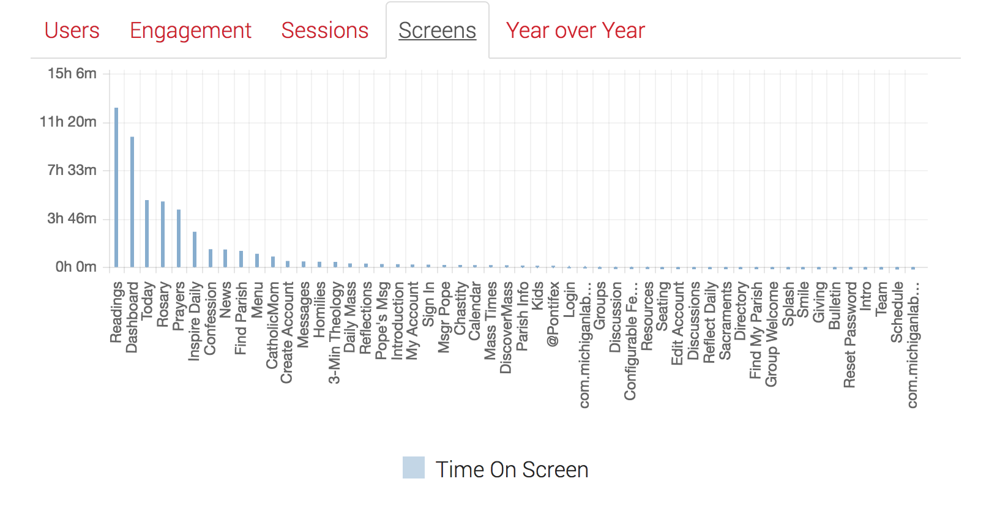 Users Engagement Sessions Screens Year over Year
15h 6m
11h 20m
7h 33m
3h 46m
0h 0m
Readings
Dashboard
Today
Rosary
Prayers
Inspire Daily
Confession
News
Find Parish
Menu
CatholicMom
Create Account
Messages
Homilies
3-Min Theology
Daily Mass
Reflections
Pope's Msg
Introduction
My Account
Sign In
Msgr Pope
Chastity
Calendar
Mass Times
DiscoverMass
Parish Info
Kids
@Pontifex
Login
com.michiganlab...
Groups
Discussion
Configurable Fe...
Resources
Seating
Edit Account
Discussions
Reflect Daily
Sacraments
Directory
Find My Parish
Group Welcome
Splash
Smile
Giving
Bulletin
Reset Password
Intro
Team
Schedule
com.michiganlab...
Time On Screen